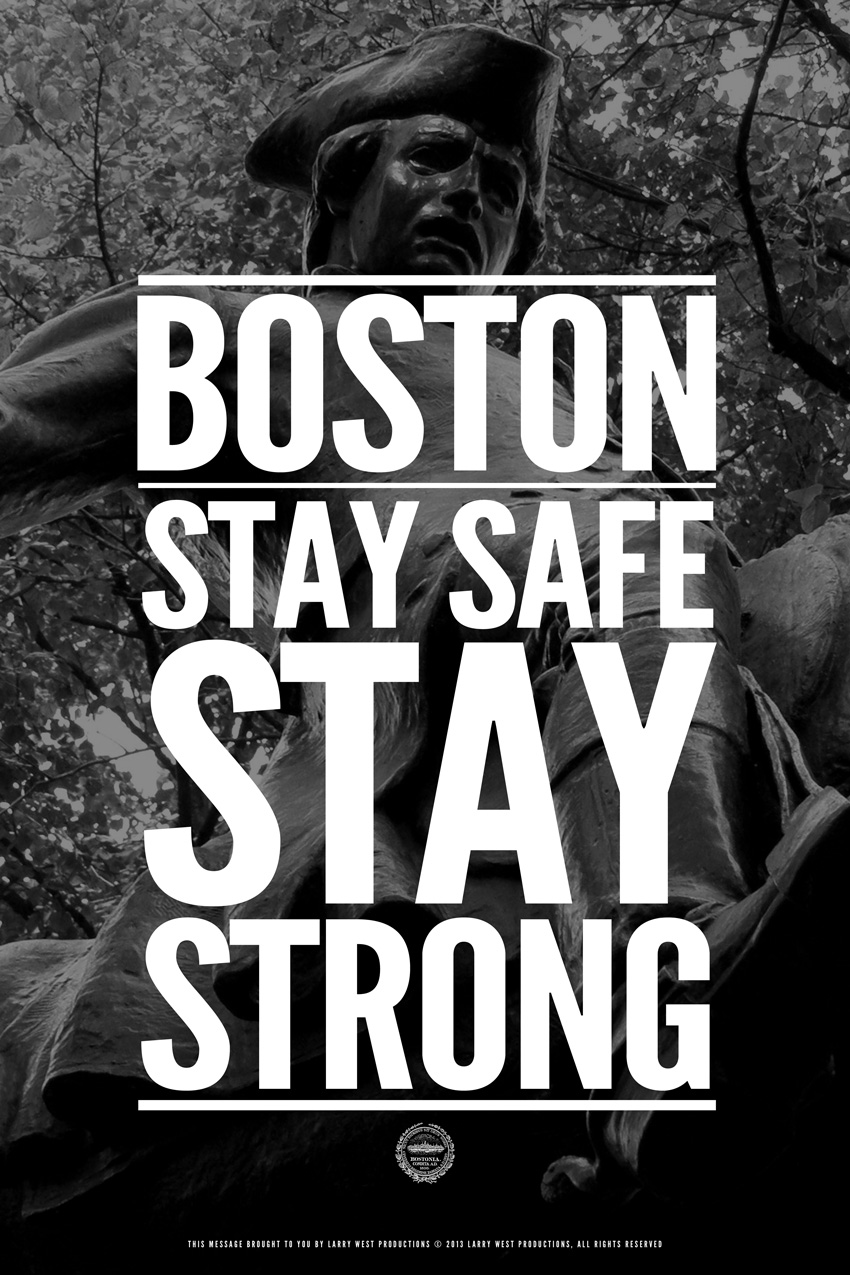 BOSTON
STAY SAFE
STAY
STRONG
BOSTONIA.
CONDITA A.D.
THIS MESSAGE BROUGHT TO YOU BY LARRY WEST PRODUCTIONS © 2013 LARRY WEST PRODUCTIONS, ALL RIGHTS RESERVED